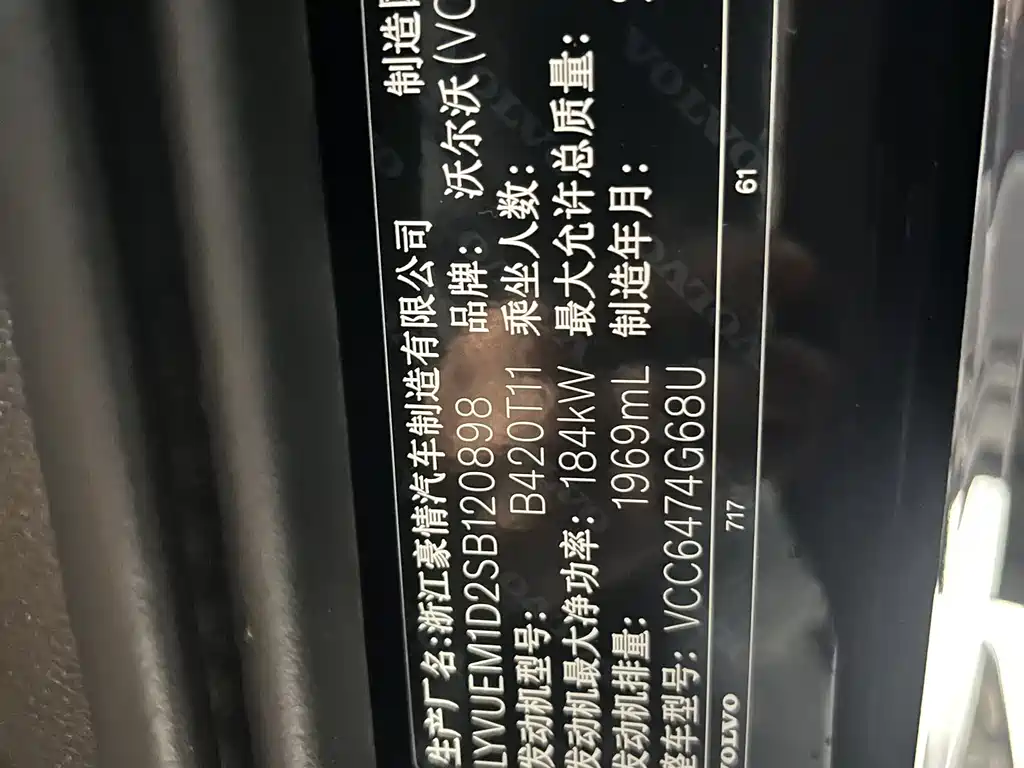 制造
生产厂名:浙江豪情汽车制造有限公司
LYVUEM1D2SB120898 品牌: 沃尔沃 (VO
发动机型号: B420T11 乘坐人数:
发动机最大净功率: 184kW 最大允许总质量:
发动机排量: 1969mL 制造年月:
整车型号: VCC6474G68U
VOLVO 717 61